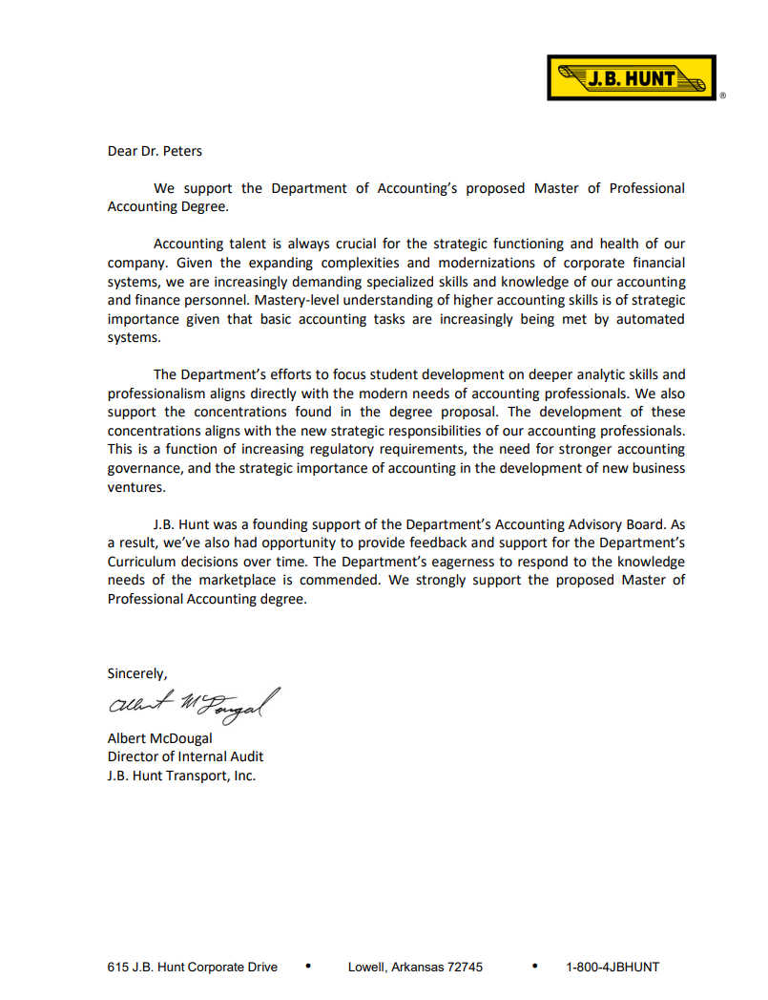 J.B. HUNT
®
Dear Dr. Peters
We support the Department of Accounting’s proposed Master of Professional
Accounting Degree.
Accounting talent is always crucial for the strategic functioning and health of our
company. Given the expanding complexities and modernizations of corporate financial
systems, we are increasingly demanding specialized skills and knowledge of our accounting
and finance personnel. Mastery-level understanding of higher accounting skills is of strategic
importance given that basic accounting tasks are increasingly being met by automated
systems.
The Department’s efforts to focus student development on deeper analytic skills and
professionalism aligns directly with the modern needs of accounting professionals. We also
support the concentrations found in the degree proposal. The development of these
concentrations aligns with the new strategic responsibilities of our accounting professionals.
This is a function of increasing regulatory requirements, the need for stronger accounting
governance, and the strategic importance of accounting in the development of new business
ventures.
J.B. Hunt was a founding support of the Department’s Accounting Advisory Board. As
a result, we’ve also had opportunity to provide feedback and support for the Department’s
Curriculum decisions over time. The Department’s eagerness to respond to the knowledge
needs of the marketplace is commended. We strongly support the proposed Master of
Professional Accounting degree.
Sincerely,
Albert McDougal
Albert McDougal
Director of Internal Audit
J.B. Hunt Transport, Inc.
615 J.B. Hunt Corporate Drive • Lowell, Arkansas 72745 • 1-800-4JBHUNT